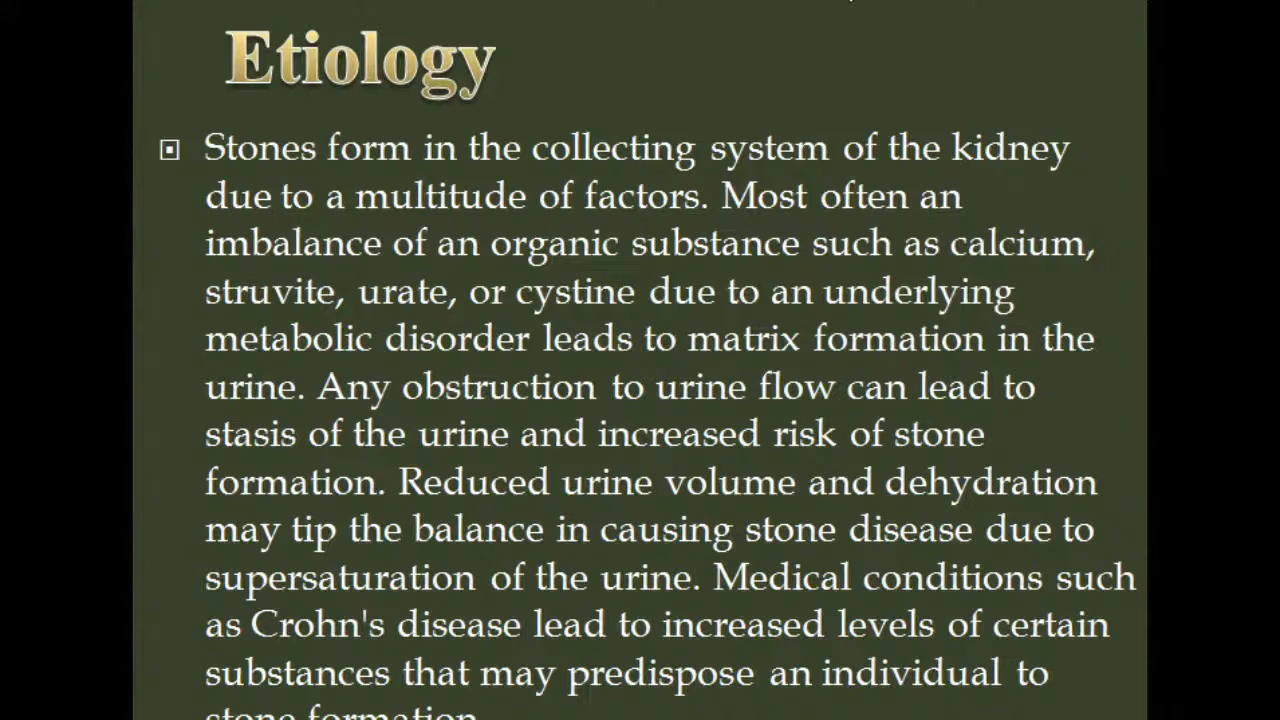 Etiology
Stones form in the collecting system of the kidney
due to a multitude of factors. Most often an
imbalance of an organic substance such as calcium,
struvite, urate, or cystine due to an underlying
metabolic disorder leads to matrix formation in the
urine. Any obstruction to urine flow can lead to
stasis of the urine and increased risk of stone
formation. Reduced urine volume and dehydration
may tip the balance in causing stone disease due to
supersaturation of the urine. Medical conditions such
as Crohn's disease lead to increased levels of certain
substances that may predispose an individual to
stone formation.